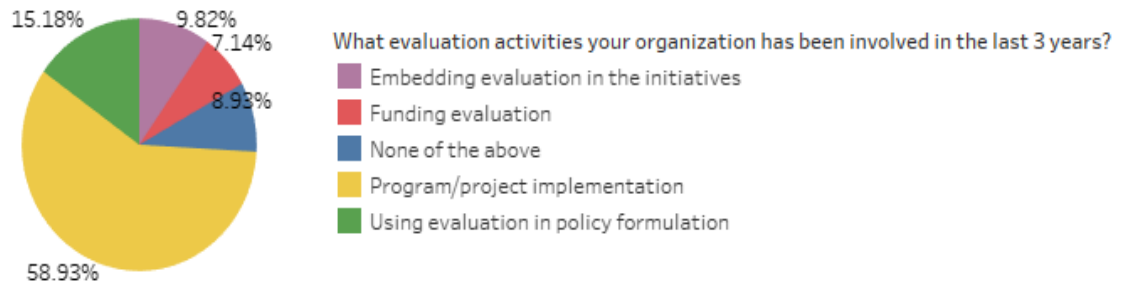 15.18%
9.82%
7.14%
8.93%
58.93%
What evaluation activities your organization has been involved in the last 3 years?
Embedding evaluation in the initiatives
Funding evaluation
None of the above
Program/project implementation
Using evaluation in policy formulation